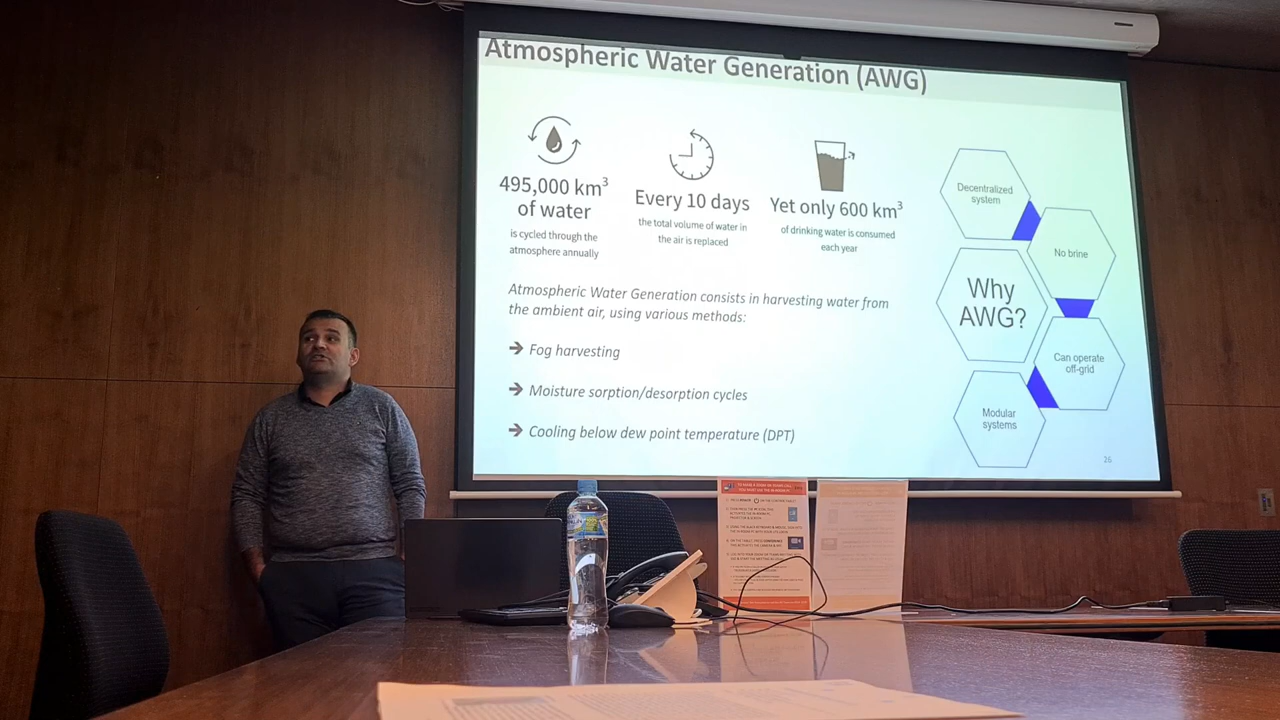 Atmospheric Water Generation (AWG)
495,000 km³
of water
is cycled through the
atmosphere annually
Every 10 days
the total volume of water in
the air is replaced
Yet only 600 km³
of drinking water is consumed
each year
Atmospheric Water Generation consists in harvesting water from
the ambient air, using various methods:
→ Fog harvesting
→ Moisture sorption/desorption cycles
→ Cooling below dew point temperature (DPT)
Decentralized
system
No brine
Why
AWG?
Can operate
off-grid
Modular
systems
26